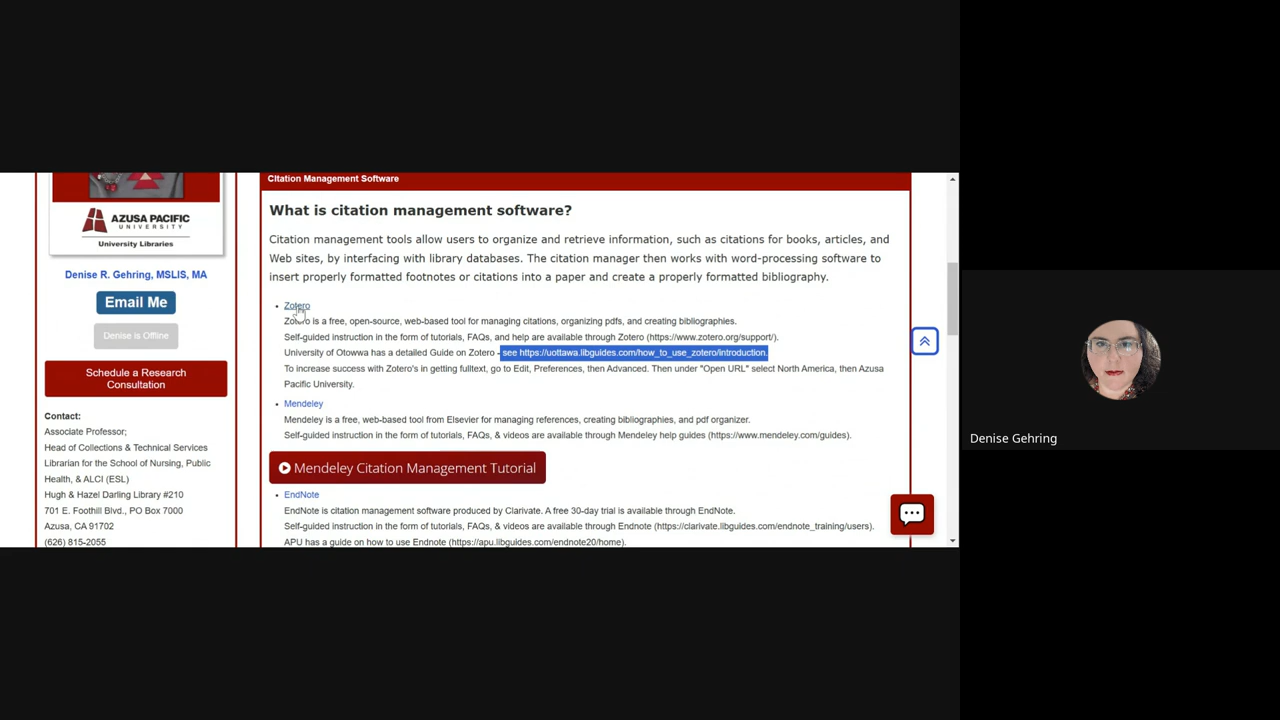 AZUSA PACIFIC
UNIVERSITY
University Libraries
Denise R. Gehring, MSLIS, MA
Email Me
Denise is Offline
Schedule a Research
Consultation
Contact:
Associate Professor;
Head of Collections & Technical Services
Librarian for the School of Nursing, Public
Health, & ALCI (ESL)
Hugh & Hazel Darling Library #210
701 E. Foothill Blvd., PO Box 7000
Azusa, CA 91702
(626) 815-2055
Citation Management Software
What is citation management software?
Citation management tools allow users to organize and retrieve information, such as citations for books, articles, and
Web sites, by interfacing with library databases. The citation manager then works with word-processing software to
insert properly formatted footnotes or citations into a paper and create a properly formatted bibliography.
Zotero
Zotero is a free, open-source, web-based tool for managing citations, organizing pdfs, and creating bibliographies.
Self-guided instruction in the form of tutorials, FAQs, and help are available through Zotero (https://www.zotero.org/support/).
University of Otowwa has a detailed Guide on Zotero - see https://uottawa.libguides.com/how_to_use_zotero/introduction.
To increase success with Zotero's in getting fulltext, go to Edit, Preferences, then Advanced. Then under "Open URL" select North America, then Azusa
Pacific University.
Mendeley
Mendeley is a free, web-based tool from Elsevier for managing references, creating bibliographies, and pdf organizer.
Self-guided instruction in the form of tutorials, FAQs, & videos are available through Mendeley help guides (https://www.mendeley.com/guides).
Mendeley Citation Management Tutorial
EndNote
EndNote is citation management software produced by Clarivate. A free 30-day trial is available through EndNote.
Self-guided instruction in the form of tutorials, FAQs, & videos are available through Endnote (https://clarivate.libguides.com/endnote_training/users).
APU has a guide on how to use Endnote (https://apu.libguides.com/endnote20/home).
Denise Gehring